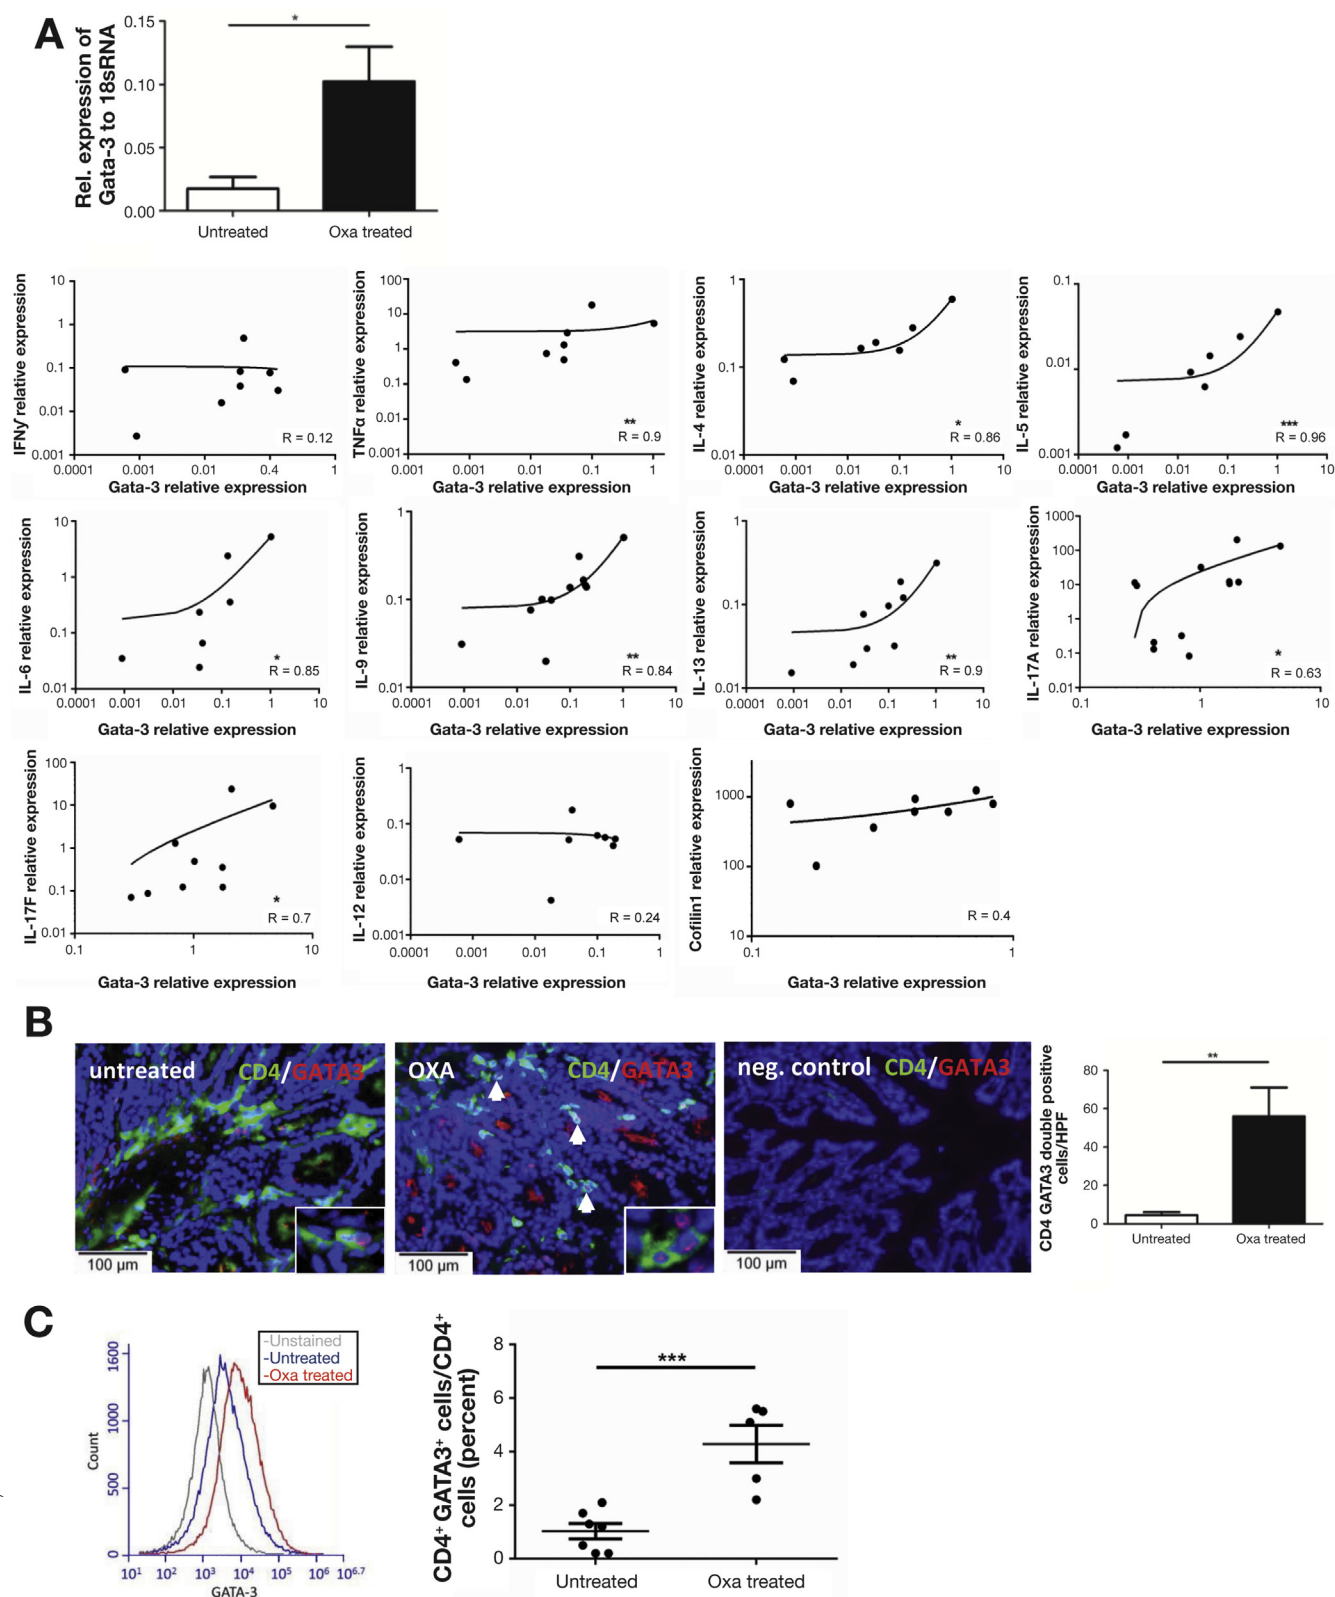 A
Rel. expression of
Gata-3 to 18sRNA
0.15
0.10
0.05
0.00
*
Untreated
Oxa treated
IFNγ relative expression
10
1
0.1
0.01
0.001
R = 0.12
0.0001 0.001 0.01 0.4 1
Gata-3 relative expression
TNFα relative expression
100
10
1
0.1
0.01
0.001
**
R = 0.9
0.0001 0.001 0.01 0.1 1
Gata-3 relative expression
IL-4 relative expression
1
0.1
0.01
*
R = 0.86
0.0001 0.001 0.01 0.1 1 10
Gata-3 relative expression
IL-5 relative expression
0.1
0.01
0.001
***
R = 0.96
0.0001 0.001 0.01 0.1 1 10
Gata-3 relative expression
IL-6 relative expression
10
1
0.1
0.01
*
R = 0.85
0.0001 0.001 0.01 0.1 1 10
Gata-3 relative expression
IL-9 relative expression
1
0.1
0.01
**
R = 0.84
0.0001 0.001 0.01 0.1 1 10
Gata-3 relative expression
IL-13 relative expression
1
0.1
0.01
**
R = 0.9
0.0001 0.001 0.01 0.1 1 10
Gata-3 relative expression
IL-17A relative expression
1000
100
10
1
0.1
0.01
*
R = 0.63
0.1 1 10
Gata-3 relative expression
IL-17F relative expression
100
10
1
0.1
0.01
*
R = 0.7
0.1 1 10
Gata-3 relative expression
IL-12 relative expression
1
0.1
0.01
0.001
R = 0.24
0.0001 0.001 0.01 0.1 1
Gata-3 relative expression
Cofilin1 relative expression
1000
100
10
R = 0.4
0.1 1
Gata-3 relative expression
B
untreated CD4/GATA3
100 µm
OXA CD4/GATA3
100 µm
neg. control CD4/GATA3
100 µm
CD4 GATA3 double positive
cells/HPF
80
60
40
20
0
**
Untreated
Oxa treated
C
-Unstained
-Untreated
-Oxa treated
Count
1600
1000
500
0
10¹ 10² 10³ 10⁴ 10⁵ 10⁶ 10⁶·⁷
GATA-3
CD4⁺ GATA3⁺ cells/CD4⁺
cells (percent)
8
6
4
2
0
***
Untreated
Oxa treated